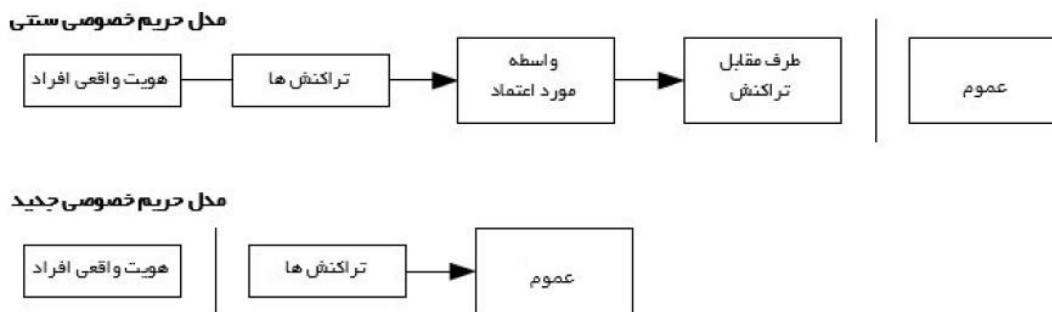 مدل حریم خصوصی سنتی
هویت واقعی افراد
تراکنش ها
واسطه
مورد اعتماد
طرف مقابل
تراکنش
عموم
مدل حریم خصوصی جدید
هویت واقعی افراد
تراکنش ها
عموم